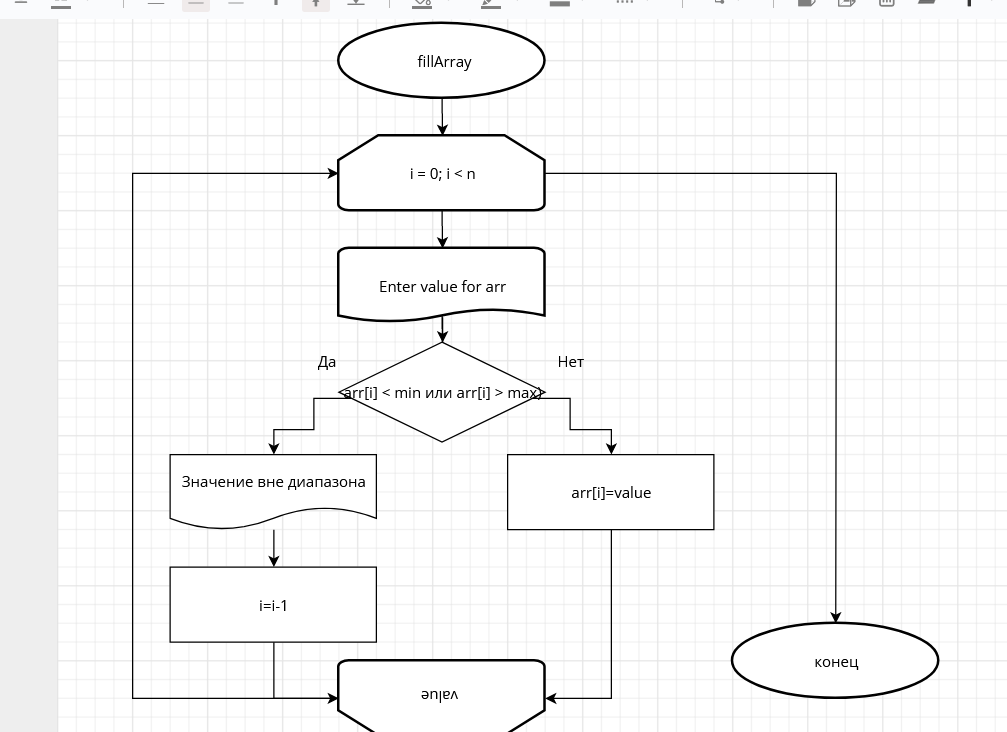 fillArray
i = 0; i < n
Enter value for arr
Да
Нет
arr[i] < min или arr[i] > max)
Значение вне диапазона
arr[i]=value
i=i-1
value
конец